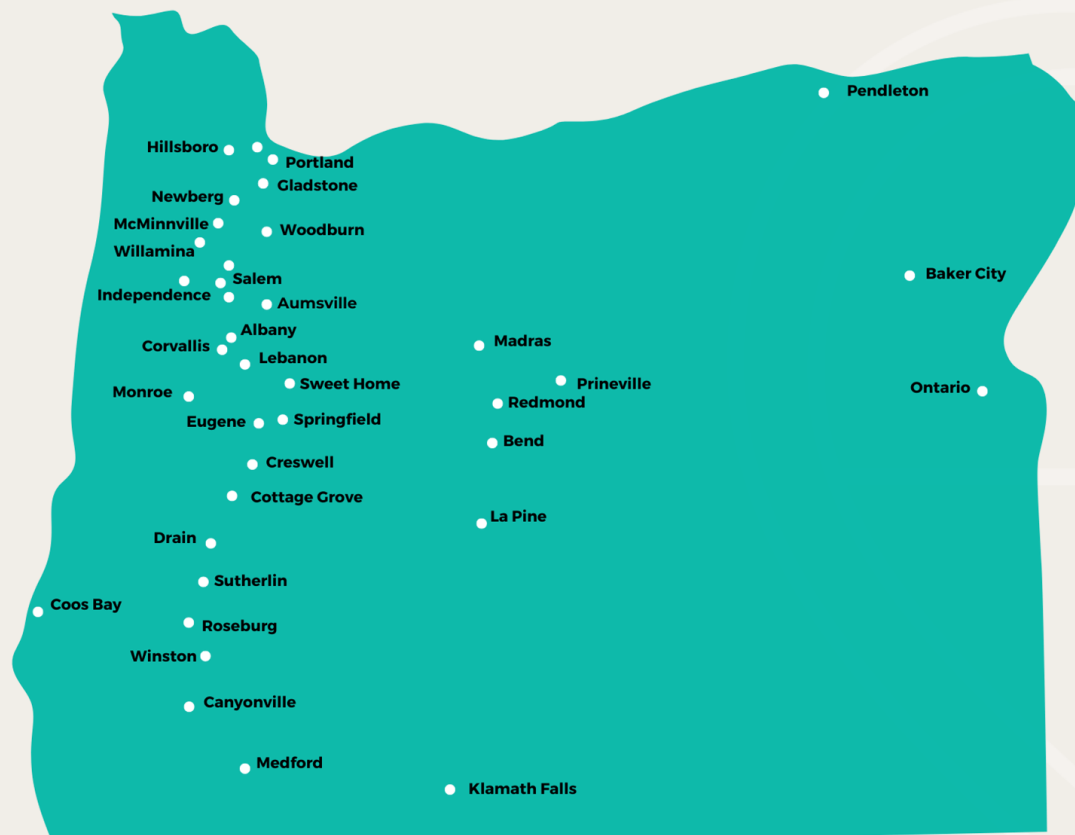 Pendleton
Hillsboro
Portland
Gladstone
Newberg
McMinnville
Woodburn
Willamina
Baker City
Salem
Independence
Aumsville
Albany
Madras
Corvallis
Lebanon
Sweet Home
Prineville
Ontario
Monroe
Redmond
Springfield
Eugene
Bend
Creswell
Cottage Grove
La Pine
Drain
Sutherlin
Coos Bay
Roseburg
Winston
Canyonville
Medford
Klamath Falls